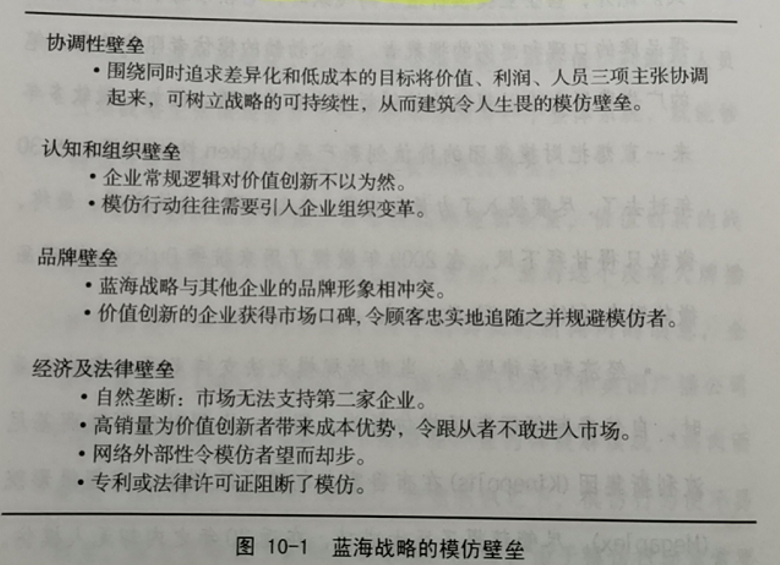 协调性壁垒
・围绕同时追求差异化和低成本的目标将价值、利润、人员三项主张协调
起来，可树立战略的可持续性，从而建筑令人生畏的模仿壁垒。
认知和组织壁垒
・企业常规逻辑对价值创新不以为然。
・模仿行动往往需要引入企业组织变革。
品牌壁垒
・蓝海战略与其他企业的品牌形象相冲突。
・价值创新的企业获得市场口碑,令顾客忠实地追随之并规避模仿者。
经济及法律壁垒
・自然垄断：市场无法支持第二家企业。
・高销量为价值创新者带来成本优势，令跟从者不敢进入市场。
・网络外部性令模仿者望而却步。
・专利或法律许可证阻断了模仿。
图 10-1 蓝海战略的模仿壁垒